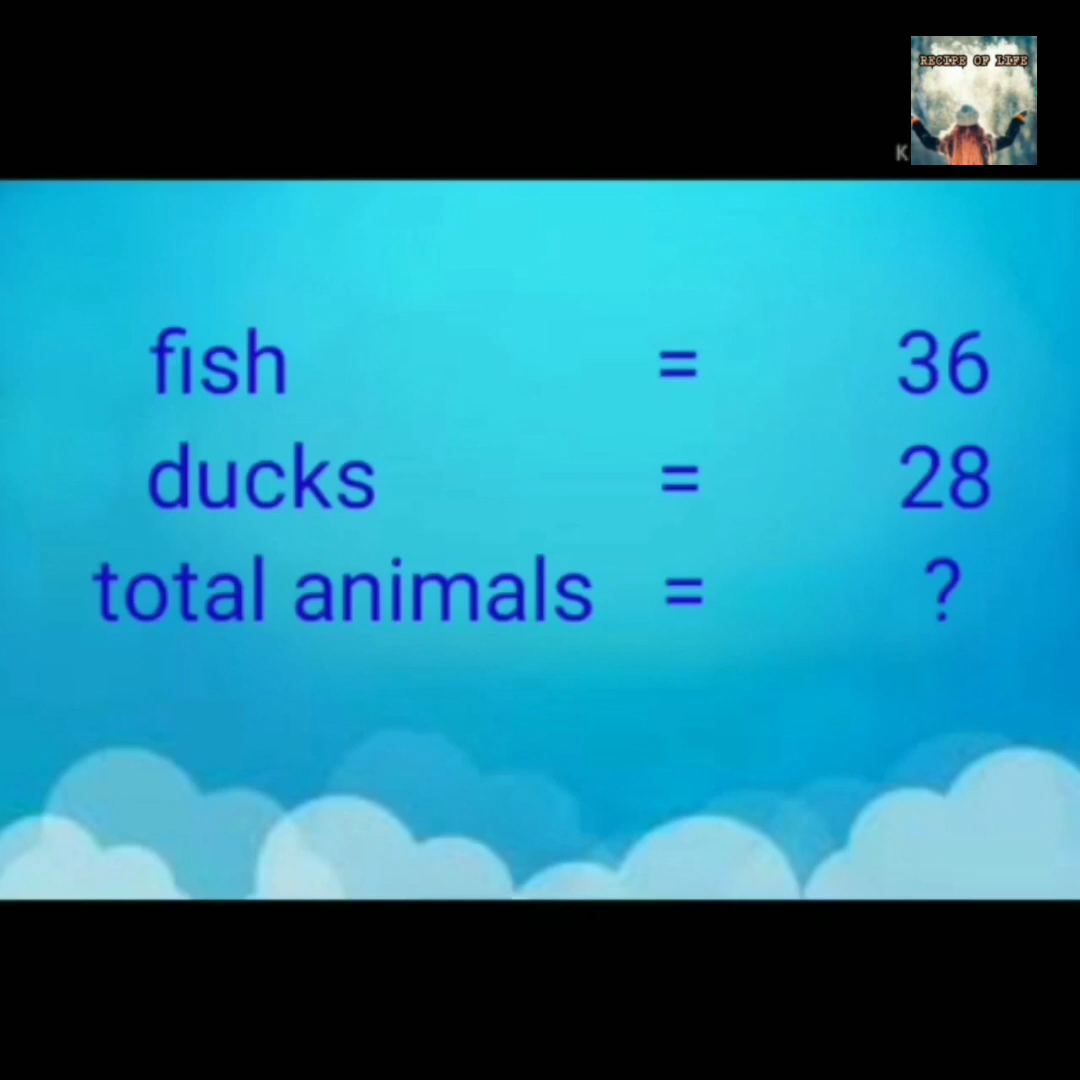 RECIPE OF LIFE
K
fish = 36
ducks = 28
total animals = ?